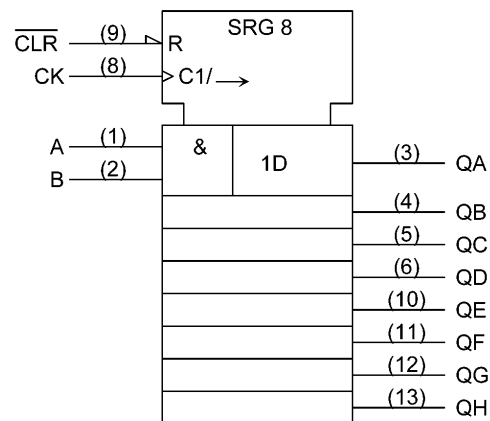 SRG 8
CLR (9) R
CK (8) C1/
A (1) & 1D (3) QA
B (2)
(4) QB
(5) QC
(6) QD
(10) QE
(11) QF
(12) QG
(13) QH